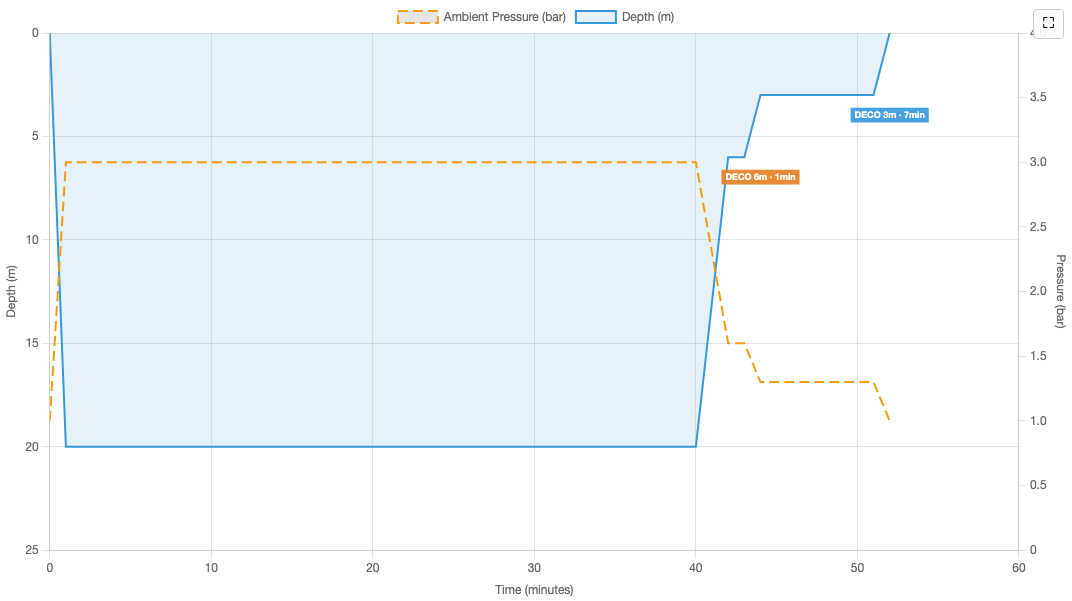 Ambient Pressure (bar) Depth (m)
0
5
10
15
20
25
Depth (m)
3.5
3.0
2.5
2.0
1.5
1.0
0.5
0
Pressure (bar)
DECO 3m - 7min
DECO 6m - 1min
0 10 20 30 40 50 60
Time (minutes)